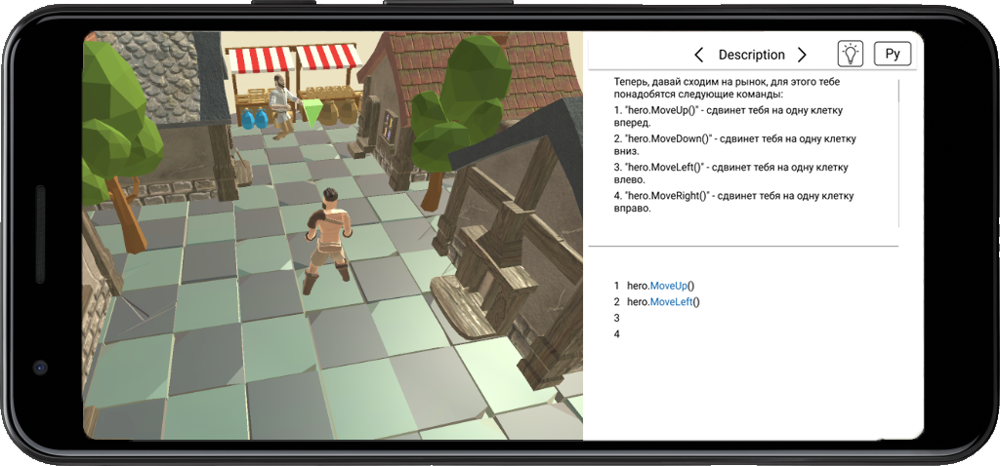 Description
Py
Теперь, давай сходим на рынок, для этого тебе
понадобятся следующие команды:
1. "hero.MoveUp()" - сдвинет тебя на одну клетку
вперед.
2. "hero.MoveDown()" - сдвинет тебя на одну клетку
вниз.
3. "hero.MoveLeft()" - сдвинет тебя на одну клетку
влево.
4. "hero.MoveRight()" - сдвинет тебя на одну клетку
вправо.
1 hero.MoveUp()
2 hero.MoveLeft()
3
4